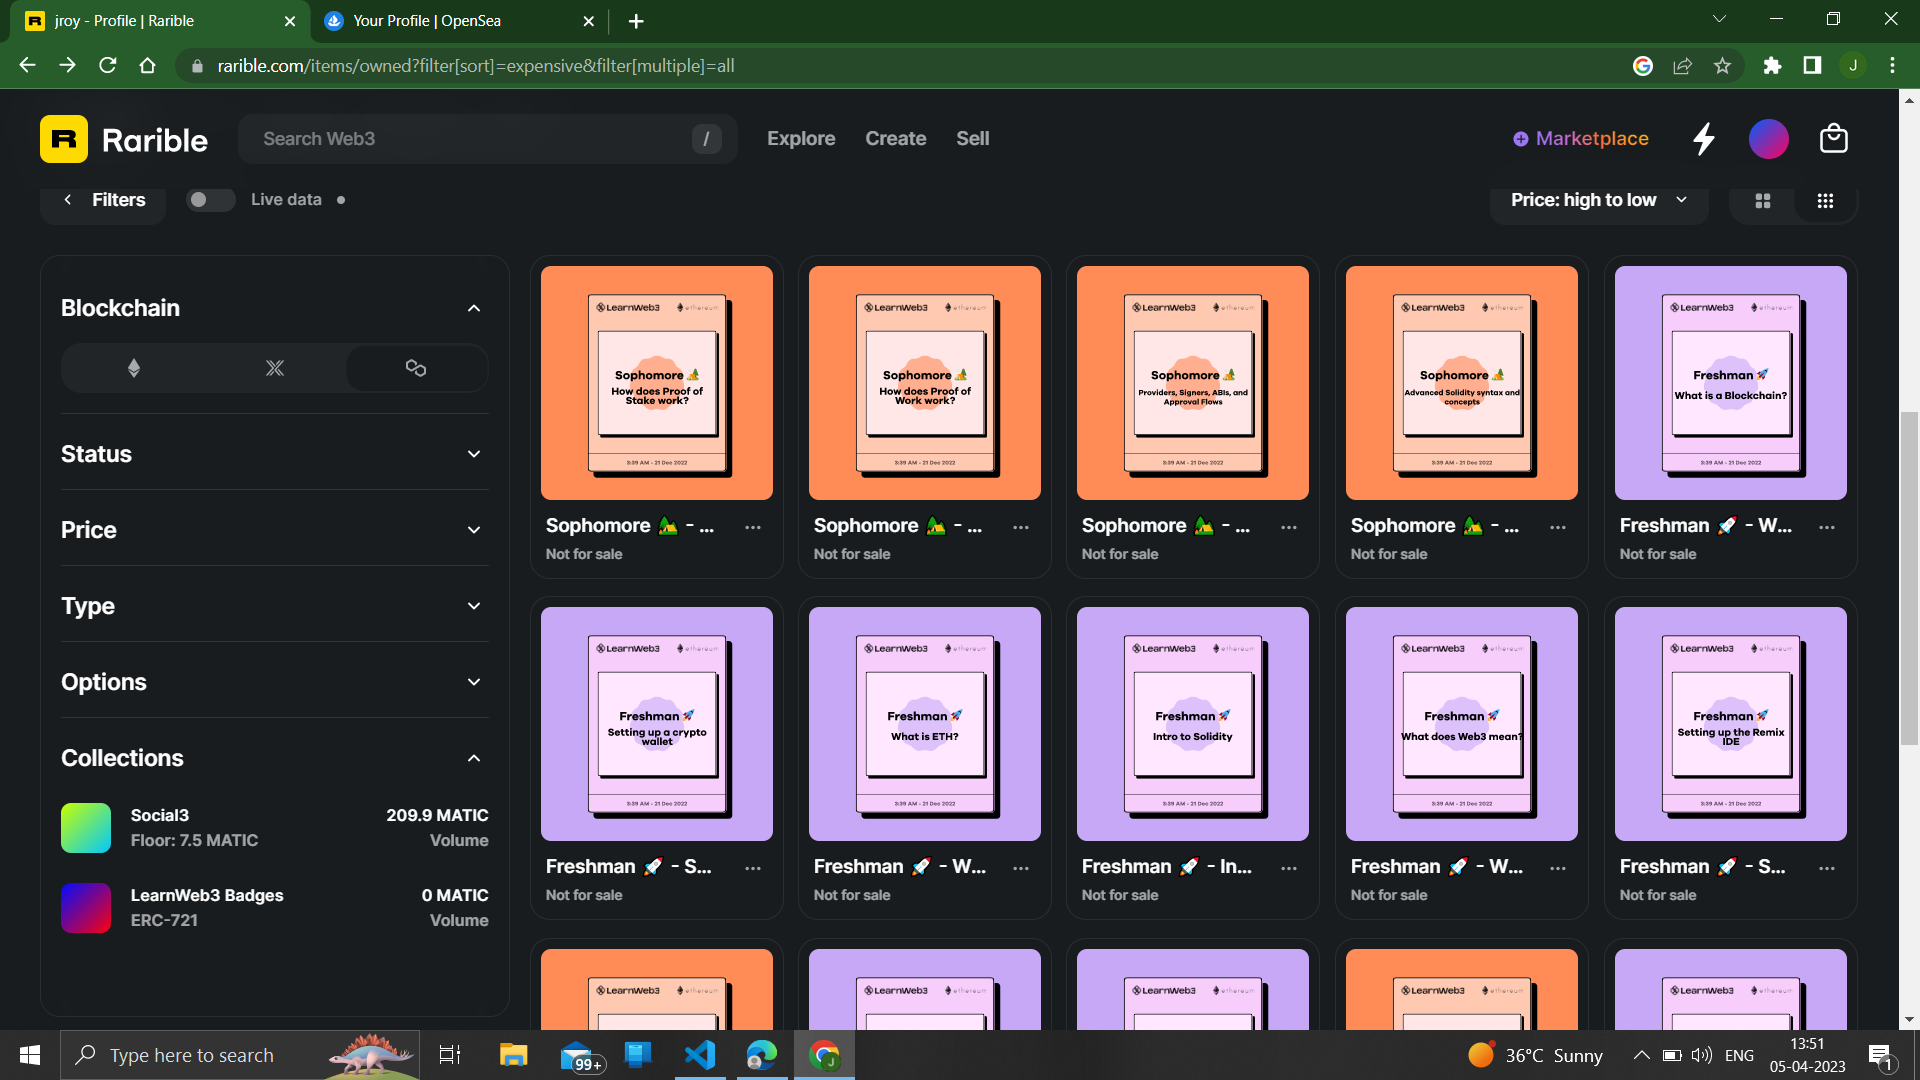 jroy - Profile | Rarible
Your Profile | OpenSea
rarible.com/items/owned?filter[sort]=expensive&filter[multiple]=all
J
R Rarible
Search Web3 /
Explore Create Sell
Marketplace
Filters
Live data
Price: high to low
Blockchain
Status
Price
Type
Options
Collections
Social3 209.9 MATIC
Floor: 7.5 MATIC Volume
LearnWeb3 Badges 0 MATIC
ERC-721 Volume
LearnWeb3 ethereum
Sophomore 🏕️
How does Proof of
Stake work?
3:39 AM - 21 Dec 2022
Sophomore 🏕️ - ...
Not for sale
LearnWeb3 ethereum
Sophomore 🏕️
How does Proof of
Work work?
3:39 AM - 21 Dec 2022
Sophomore 🏕️ - ...
Not for sale
LearnWeb3 ethereum
Sophomore 🏕️
Providers, Signers, ABIs, and
Approval Flows
3:39 AM - 21 Dec 2022
Sophomore 🏕️ - ...
Not for sale
LearnWeb3 ethereum
Sophomore 🏕️
Advanced Solidity syntax and
concepts
3:39 AM - 21 Dec 2022
Sophomore 🏕️ - ...
Not for sale
LearnWeb3 ethereum
Freshman 🚀
What is a Blockchain?
3:39 AM - 21 Dec 2022
Freshman 🚀 - W...
Not for sale
LearnWeb3 ethereum
Freshman 🚀
Setting up a crypto
wallet
3:39 AM - 21 Dec 2022
Freshman 🚀 - S...
Not for sale
LearnWeb3 ethereum
Freshman 🚀
What is ETH?
3:39 AM - 21 Dec 2022
Freshman 🚀 - W...
Not for sale
LearnWeb3 ethereum
Freshman 🚀
Intro to Solidity
3:39 AM - 21 Dec 2022
Freshman 🚀 - In...
Not for sale
LearnWeb3 ethereum
Freshman 🚀
What does Web3 mean?
3:39 AM - 21 Dec 2022
Freshman 🚀 - W...
Not for sale
LearnWeb3 ethereum
Freshman 🚀
Setting up the Remix
IDE
3:39 AM - 21 Dec 2022
Freshman 🚀 - S...
Not for sale
LearnWeb3 ethereum
LearnWeb3 ethereum
LearnWeb3 ethereum
LearnWeb3 ethereum
LearnWeb3 ethereum
Type here to search
99+
J
36°C Sunny
ENG
13:51
05-04-2023
1